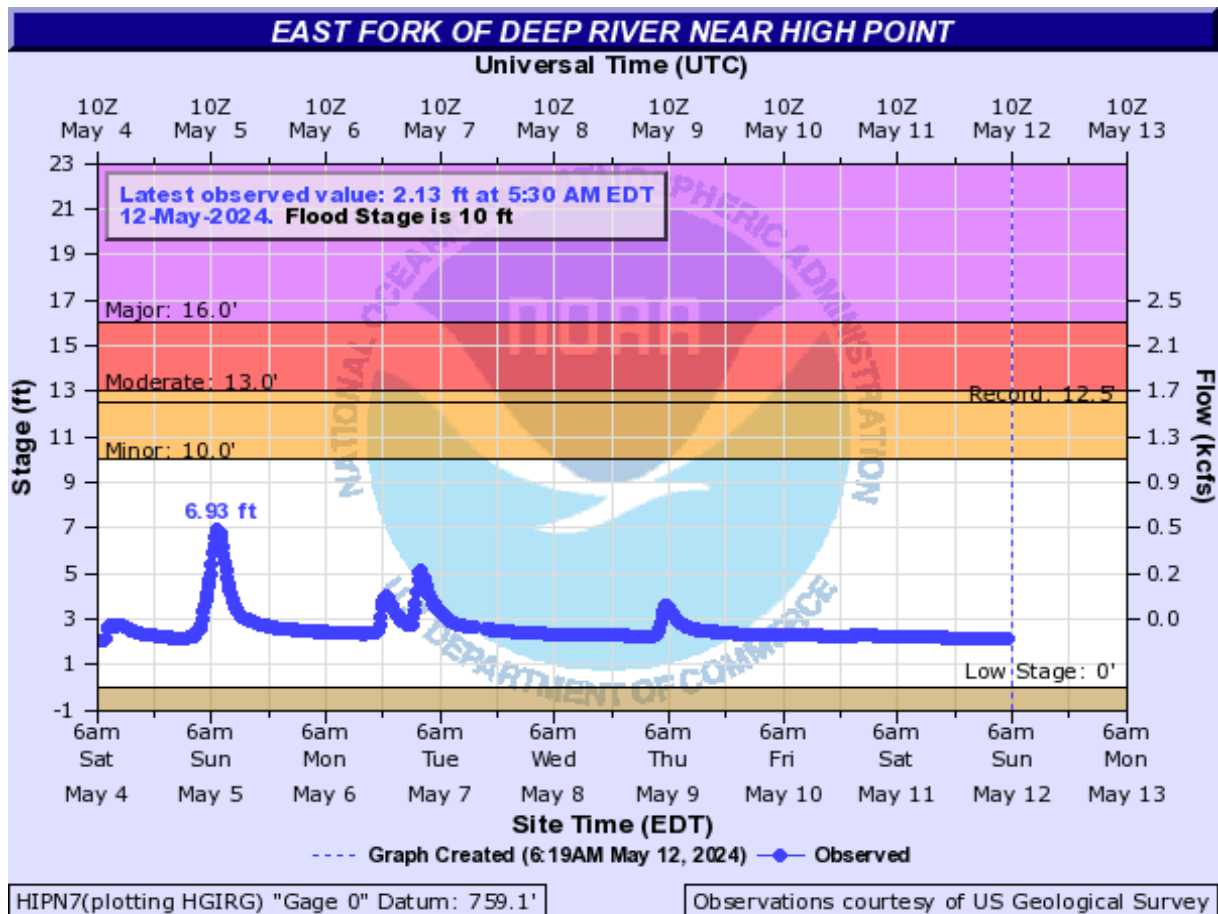 EAST FORK OF DEEP RIVER NEAR HIGH POINT
Universal Time (UTC)
10Z 10Z 10Z 10Z 10Z 10Z 10Z 10Z 10Z 10Z
May 4 May 5 May 6 May 7 May 8 May 9 May 10 May 11 May 12 May 13
Latest observed value: 2.13 ft at 5:30 AM EDT
12-May-2024. Flood Stage is 10 ft
Stage (ft)
23
21
19
17
15
13
11
9
7
5
3
1
-1
Major: 16.0'
Moderate: 13.0'
Record: 12.5'
Minor: 10.0'
6.93 ft
Low Stage: 0'
NATIONAL OCEANIC AND ATMOSPHERIC ADMINISTRATION
NOAA
U.S. DEPARTMENT OF COMMERCE
2.5
2.1
1.7
1.3
0.9
0.5
0.2
0.0
Flow (kcfs)
6am 6am 6am 6am 6am 6am 6am 6am 6am 6am
Sat Sun Mon Tue Wed Thu Fri Sat Sun Mon
May 4 May 5 May 6 May 7 May 8 May 9 May 10 May 11 May 12 May 13
Site Time (EDT)
Graph Created (6:19AM May 12, 2024) Observed
HIPN7(plotting HGIRG) "Gage 0" Datum: 759.1'
Observations courtesy of US Geological Survey